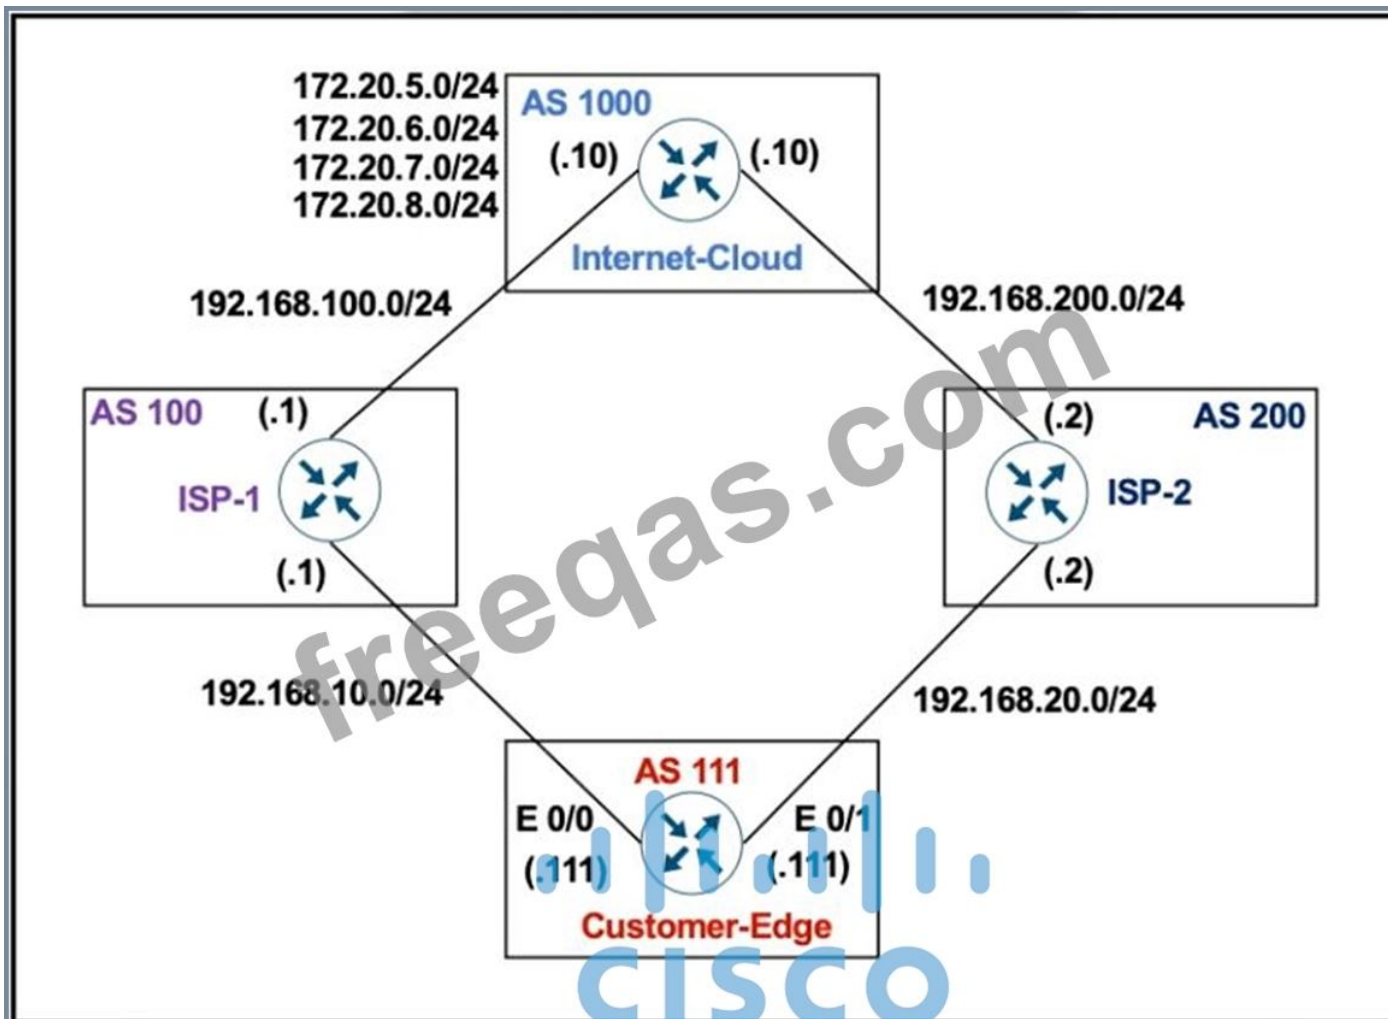 172.20.5.0/24
172.20.6.0/24
172.20.7.0/24
172.20.8.0/24
AS 1000
(.10)
(.10)
Internet-Cloud
192.168.100.0/24
192.168.200.0/24
AS 100
(.1)
ISP-1
(.1)
(.2)
AS 200
ISP-2
(.2)
freeqas.com
192.168.10.0/24
192.168.20.0/24
AS 111
E 0/0
E 0/1
(.111)
(.111)
Customer-Edge
CISCO